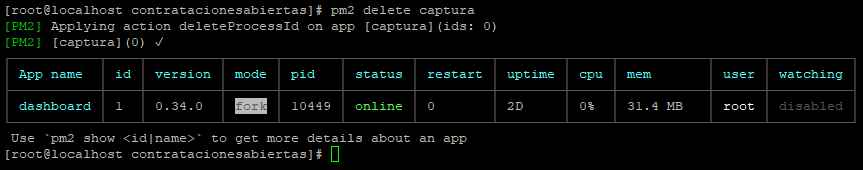 [root@localhost contratacionesabiertas]# pm2 delete captura
[PM2] Applying action deleteProcessId on app [captura](ids: 0)
[PM2] [captura](0) ✓
App name id version mode pid status restart uptime cpu mem user watching
dashboard 1 0.34.0 fork 10449 online 0 2D 0% 31.4 MB root disabled
Use `pm2 show <id|name>` to get more details about an app
[root@localhost contratacionesabiertas]#